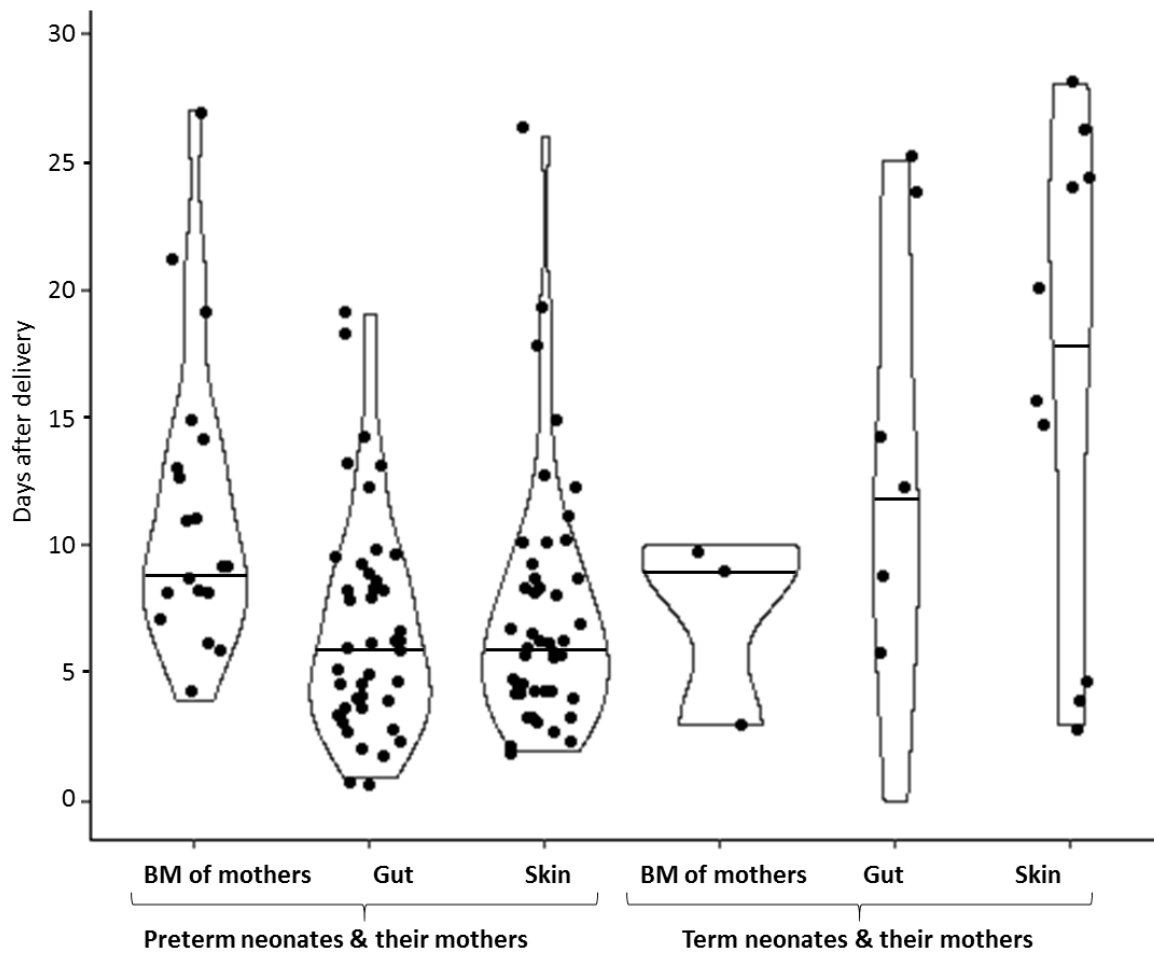 30
25
20
15
10
5
0
Days after delivery
BM of mothers Gut Skin BM of mothers Gut Skin
Preterm neonates & their mothers Term neonates & their mothers